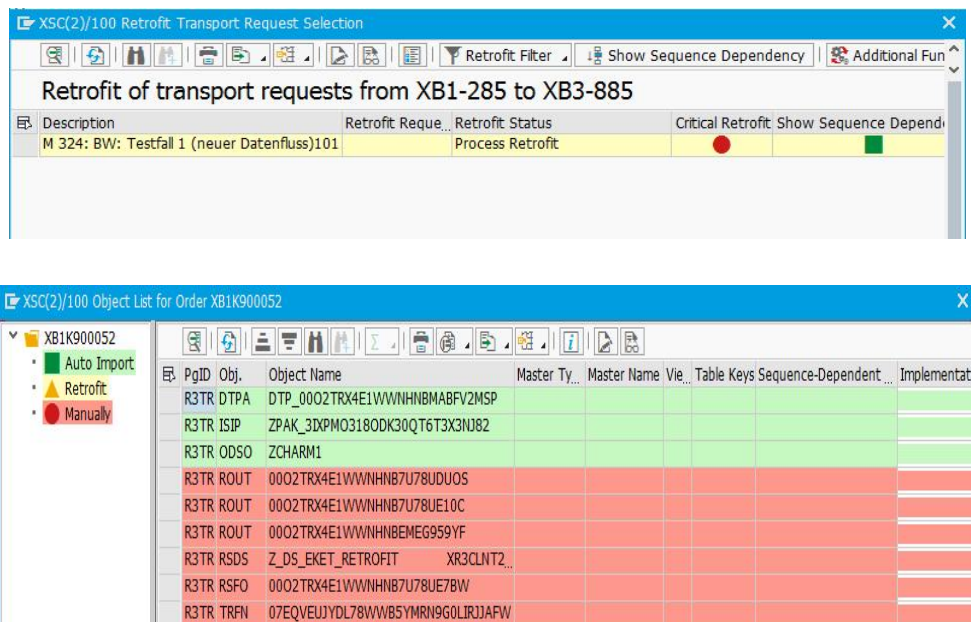 XSC(2)/100 Retrofit Transport Request Selection
Retrofit Filter Show Sequence Dependency Additional Fun
Retrofit of transport requests from XB1-285 to XB3-885
Description Retrofit Reque... Retrofit Status Critical Retrofit Show Sequence Depend
M 324: BW: Testfall 1 (neuer Datenfluss)101 Process Retrofit
XSC(2)/100 Object List for Order XB1K900052
XB1K900052
Auto Import
Retrofit
Manually
PgID Obj. Object Name Master Ty... Master Name Vie... Table Keys Sequence-Dependent ... Implementat
R3TR DTPA DTP_00O2TRX4E1WWNHNBMABFV2MSP
R3TR ISIP ZPAK_3IXPMO318ODK30QT6T3X3NJ82
R3TR ODSO ZCHARM1
R3TR ROUT 00O2TRX4E1WWNHNB7U78UDUOS
R3TR ROUT 00O2TRX4E1WWNHNB7U78UE10C
R3TR ROUT 00O2TRX4E1WWNHNBEMEG959YF
R3TR RSDS Z_DS_EKET_RETROFIT XR3CLNT2...
R3TR RSFO 00O2TRX4E1WWNHNB7U78UE7BW
R3TR TRFN 07EQVEUJYDL78WWB5YMRN9G0LIRJJAFW